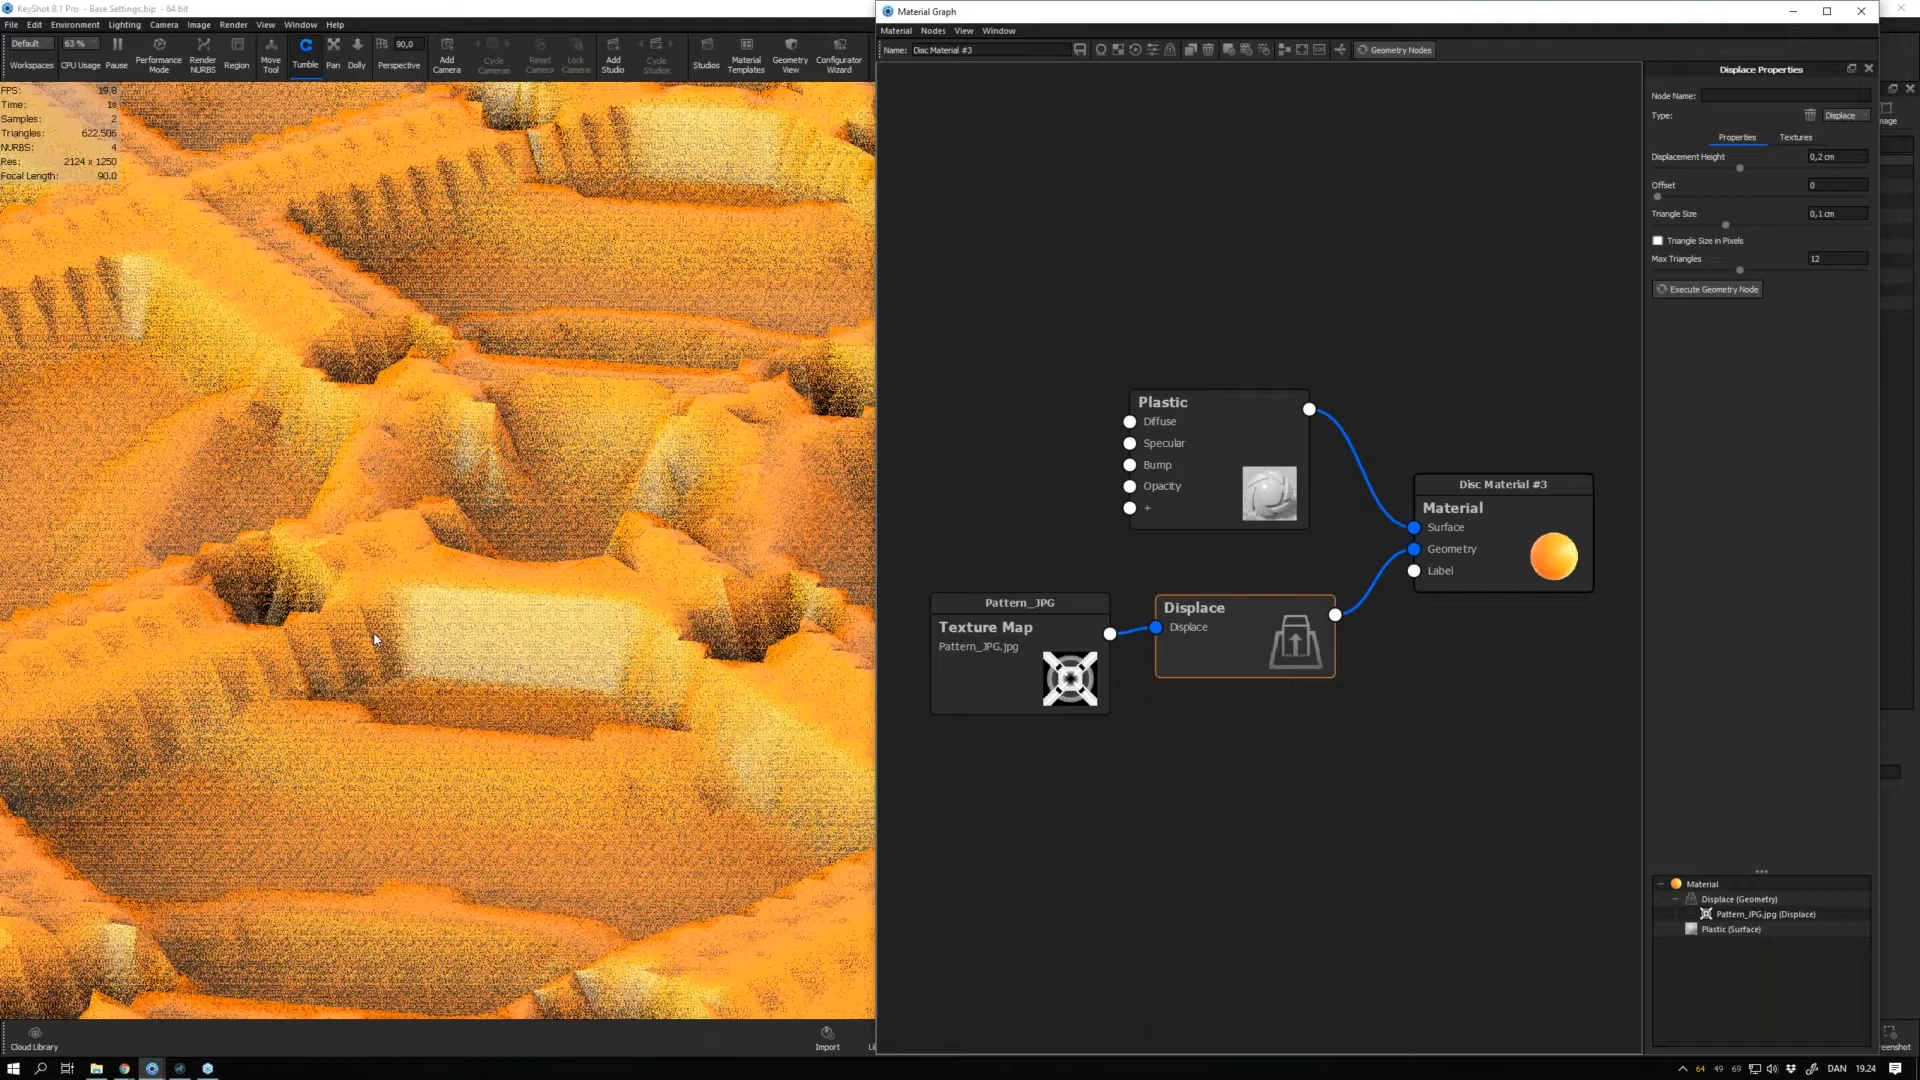 KeyShot 8.1 Pro - Base Settings.bip - 64 bit
File Edit Environment Lighting Camera Image Render View Window Help
Default 63 % 90,0
Workspaces CPU Usage Pause Performance Mode Render NURBS Region Move Tool Tumble Pan Dolly Perspective Add Camera Cycle Cameras Reset Camera Lock Camera Add Studio Cycle Studios Studios Material Templates Geometry View Configurator Wizard
FPS: 19.8
Time: 1s
Samples: 2
Triangles: 622.506
NURBS: 4
Res: 2124 x 1250
Focal Length: 90.0
Cloud Library
Import
Material Graph
Material Nodes View Window
Name: Disc Material #3
Geometry Nodes
Plastic
Diffuse
Specular
Bump
Opacity
+
Disc Material #3
Material
Surface
Geometry
Label
Pattern_JPG
Texture Map
Pattern_JPG.jpg
Displace
Displace
Displace Properties
Node Name:
Type: Displace
Properties Textures
Displacement Height 0,2 cm
Offset 0
Triangle Size 0,1 cm
Triangle Size in Pixels
Max Triangles 12
Execute Geometry Node
Material
Displace (Geometry)
Pattern_JPG.jpg (Displace)
Plastic (Surface)
64 49 69 DAN 19.24